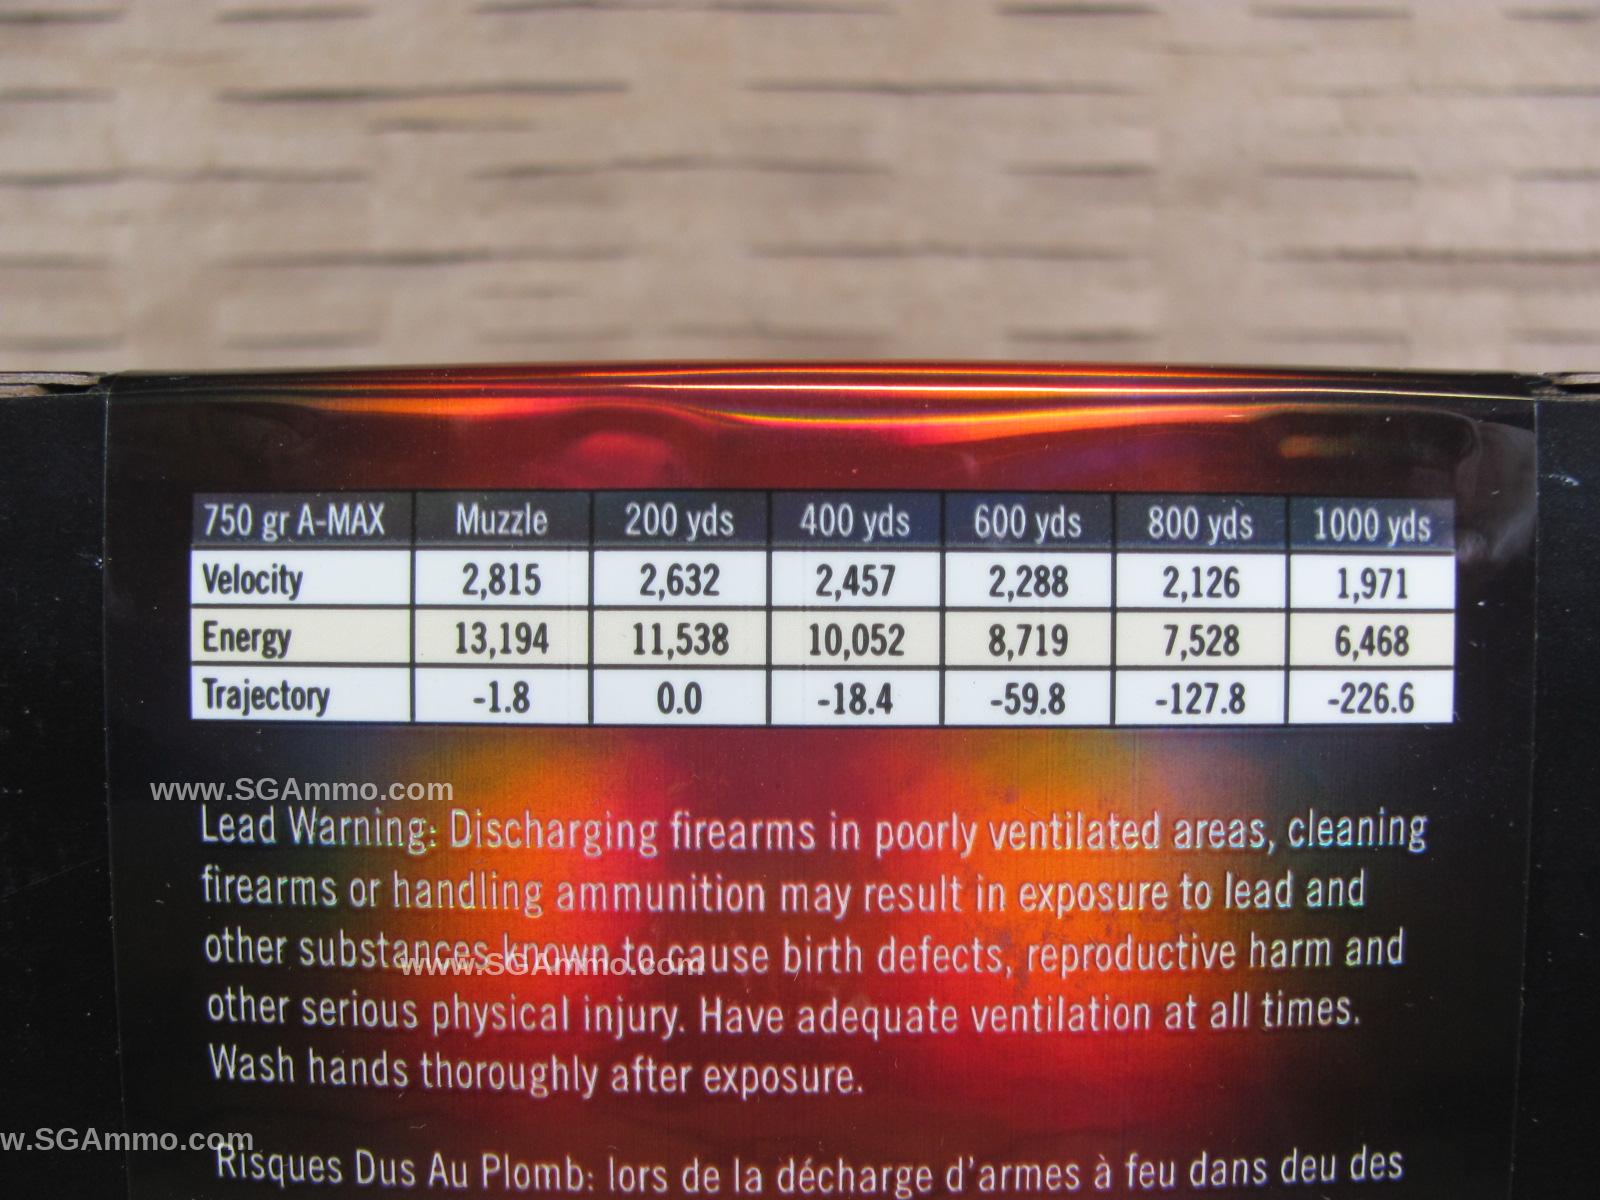 750 gr A-MAX Muzzle 200 yds 400 yds 600 yds 800 yds 1000 yds
Velocity 2,815 2,632 2,457 2,288 2,126 1,971
Energy 13,194 11,538 10,052 8,719 7,528 6,468
Trajectory -1.8 0.0 -18.4 -59.8 -127.8 -226.6
www.SGAmmo.com
Lead Warning: Discharging firearms in poorly ventilated areas, cleaning
firearms or handling ammunition may result in exposure to lead and
other substances known to cause birth defects, reproductive harm and
www.SGAmmo.com
other serious physical injury. Have adequate ventilation at all times.
Wash hands thoroughly after exposure.
w.SGAmmo.com
Risques Dus Au Plomb: lors de la décharge d'armes à feu dans deu des